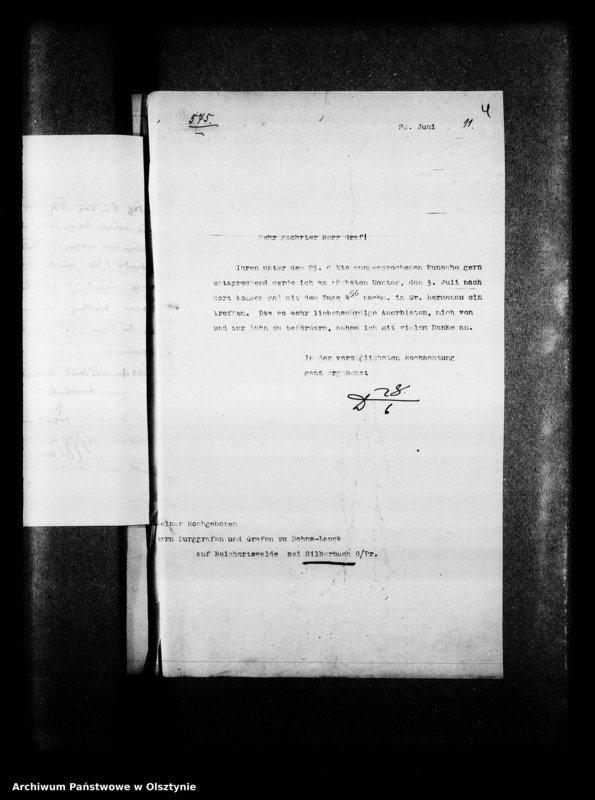 4
575.
28. Juni 11.
Sehr geehrter Herr Graf!
Ihrem unter dem 25. d Mts ausgesprochenen Wunsche gern
entsprechend werde ich am nächsten Montag, den 3. Juli nach
dort kommen und mit dem Zuge 4 56 nachm. in Gr. Hermenau ein
treffen. Das so sehr liebenswürdige Anerbieten, mich von
und zur Bahn zu befördern, nehme ich mit vielem Danke an.
In der vorzüglichsten Hochachtung
ganz ergebenst
D 28/6
einer Hochgeboren
errn Burggrafen und Grafen zu Dohna-Lauck
auf Reichertswalde bei Silberbach O/Pr.
Archiwum Państwowe w Olsztynie